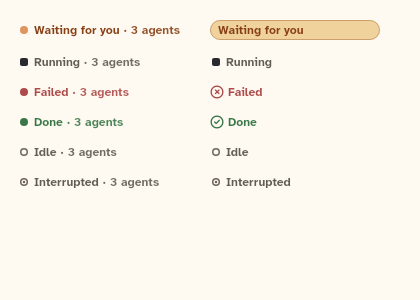 Waiting for you · 3 agents
Waiting for you
Running · 3 agents
Running
Failed · 3 agents
Failed
Done · 3 agents
Done
Idle · 3 agents
Idle
Interrupted · 3 agents
Interrupted